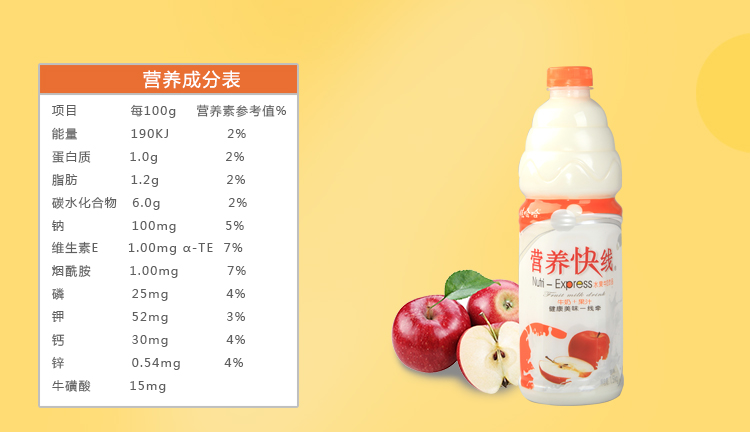 营养成分表
项目 每100g 营养素参考值%
能量 190KJ 2%
蛋白质 1.0g 2%
脂肪 1.2g 2%
碳水化合物 6.0g 2%
钠 100mg 5%
维生素E 1.00mg α-TE 7%
烟酰胺 1.00mg 7%
磷 25mg 4%
钾 52mg 3%
钙 30mg 4%
锌 0.54mg 4%
牛磺酸 15mg
营养快线
Nutri-Express
Fruit milk drink
牛奶+果汁
健康美味一线牵